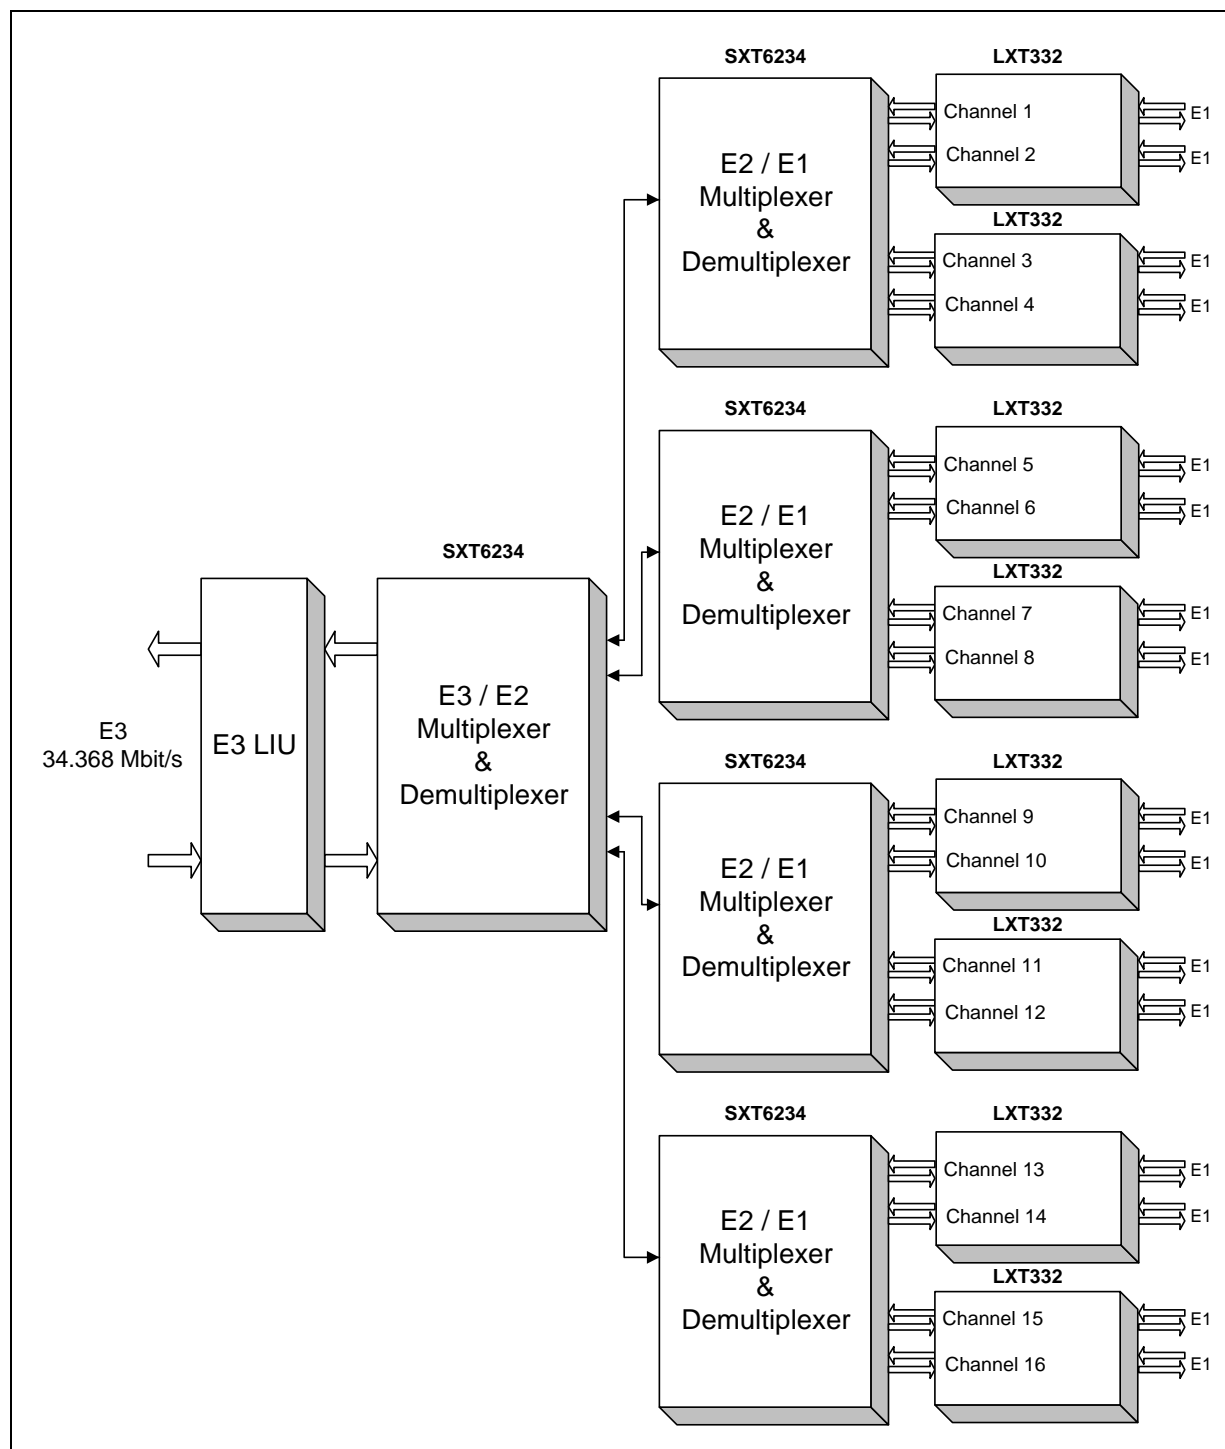 SXT6234
LXT332
E2 / E1
Multiplexer
&
Demultiplexer
Channel 1
E1
Channel 2
E1
LXT332
Channel 3
E1
Channel 4
E1
SXT6234
LXT332
E2 / E1
Multiplexer
&
Demultiplexer
Channel 5
E1
Channel 6
E1
LXT332
Channel 7
E1
Channel 8
E1
E3
34.368 Mbit/s
E3 LIU
SXT6234
E3 / E2
Multiplexer
&
Demultiplexer
SXT6234
LXT332
E2 / E1
Multiplexer
&
Demultiplexer
Channel 9
E1
Channel 10
E1
LXT332
Channel 11
E1
Channel 12
E1
SXT6234
LXT332
E2 / E1
Multiplexer
&
Demultiplexer
Channel 13
E1
Channel 14
E1
LXT332
Channel 15
E1
Channel 16
E1